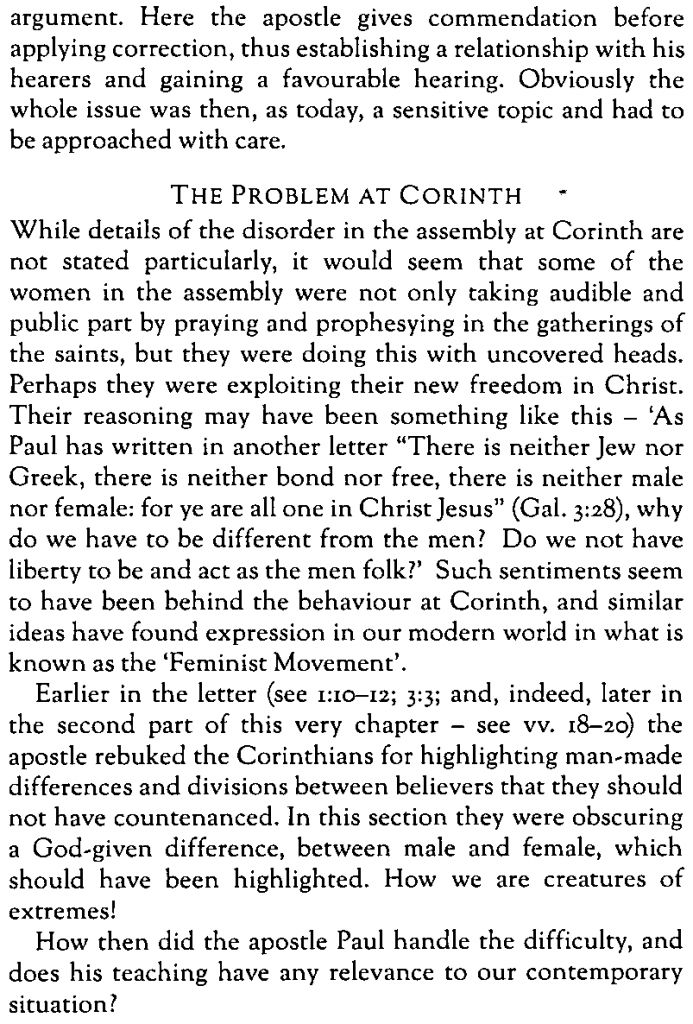 argument. Here the apostle gives commendation before
applying correction, thus establishing a relationship with his
hearers and gaining a favourable hearing. Obviously the
whole issue was then, as today, a sensitive topic and had to
be approached with care.
THE PROBLEM AT CORINTH
While details of the disorder in the assembly at Corinth are
not stated particularly, it would seem that some of the
women in the assembly were not only taking audible and
public part by praying and prophesying in the gatherings of
the saints, but they were doing this with uncovered heads.
Perhaps they were exploiting their new freedom in Christ.
Their reasoning may have been something like this – ‘As
Paul has written in another letter “There is neither Jew nor
Greek, there is neither bond nor free, there is neither male
nor female: for ye are all one in Christ Jesus” (Gal. 3:28), why
do we have to be different from the men? Do we not have
liberty to be and act as the men folk?’ Such sentiments seem
to have been behind the behaviour at Corinth, and similar
ideas have found expression in our modern world in what is
known as the ‘Feminist Movement’.
Earlier in the letter (see 1:10–12; 3:3; and, indeed, later in
the second part of this very chapter – see vv. 18–20) the
apostle rebuked the Corinthians for highlighting man-made
differences and divisions between believers that they should
not have countenanced. In this section they were obscuring
a God-given difference, between male and female, which
should have been highlighted. How we are creatures of
extremes!
How then did the apostle Paul handle the difficulty, and
does his teaching have any relevance to our contemporary
situation?